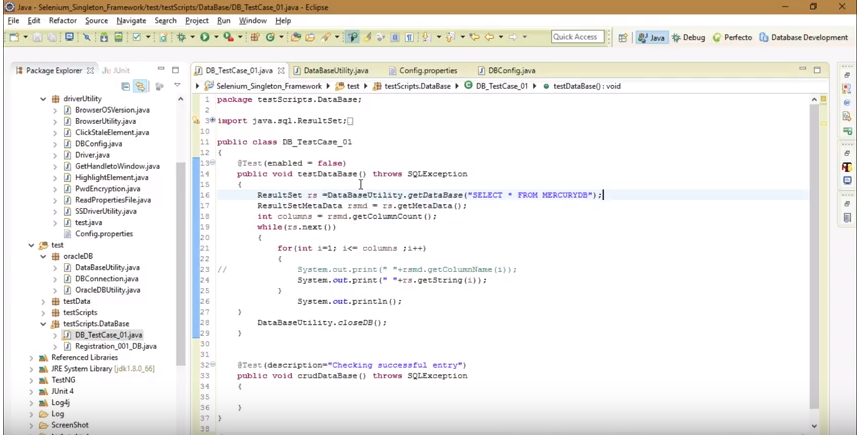 Java - Selenium_Singleton_Framework/test/testScripts/DataBase/DB_TestCase_01.java - Eclipse
File Edit Refactor Source Navigate Search Project Run Window Help
Quick Access Java Debug Perfecto Database Development
Package Explorer JUnit
driverUtility
BrowserOSVersion.java
BrowserUtility.java
ClickStaleElement.java
DBConfig.java
Driver.java
GetHandletoWindow.java
HighlightElement.java
PwdEncryption.java
ReadPropertiesFile.java
SSDriverUtility.java
test.java
Config.properties
test
oracleDB
DataBaseUtility.java
DBConnection.java
OracleDBUtility.java
testData
testScripts
testScripts.DataBase
DB_TestCase_01.java
Registration_001_DB.java
Referenced Libraries
JRE System Library [jdk1.8.0_66]
TestNG
JUnit 4
Log4j
Log
ScreenShot
DB_TestCase_01.java DataBaseUtility.java Config.properties DBConfig.java
Selenium_Singleton_Framework test testScripts.DataBase DB_TestCase_01 testDataBase() : void
1 package testScripts.DataBase;
2
3 import java.sql.ResultSet;
10
11 public class DB_TestCase_01
12 {
13 @Test(enabled = false)
14 public void testDataBase() throws SQLException
15 {
16 ResultSet rs =DataBaseUtility.getDataBase("SELECT * FROM MERCURYDB");
17 ResultSetMetaData rsmd = rs.getMetaData();
18 int columns = rsmd.getColumnCount();
19 while(rs.next())
20 {
21 for(int i=1; i<= columns ;i++)
22 {
23 // System.out.print(" "+rsmd.getColumnName(i));
24 System.out.print(" "+rs.getString(i));
25 }
26 System.out.println();
27 }
28 DataBaseUtility.closeDB();
29 }
30
31
32 @Test(description="Checking successful entry")
33 public void crudDataBase() throws SQLException
34 {
35
36 }
37 }
38